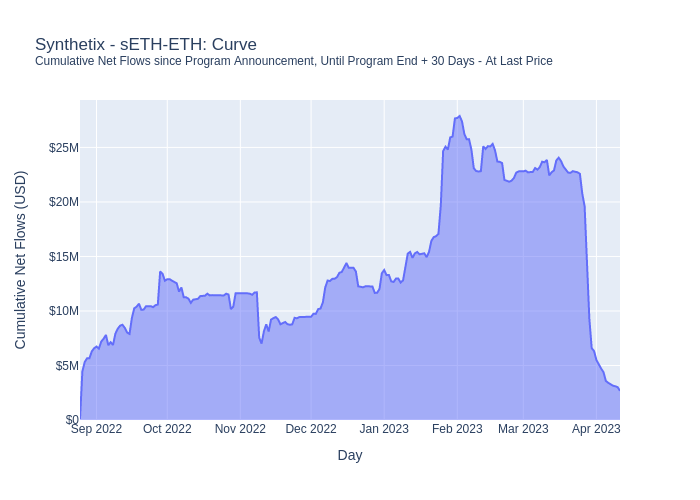 Synthetix - sETH-ETH: Curve
Cumulative Net Flows since Program Announcement, Until Program End + 30 Days - At Last Price
Cumulative Net Flows (USD)
$25M
$20M
$15M
$10M
$5M
$0
Sep 2022 Oct 2022 Nov 2022 Dec 2022 Jan 2023 Feb 2023 Mar 2023 Apr 2023
Day